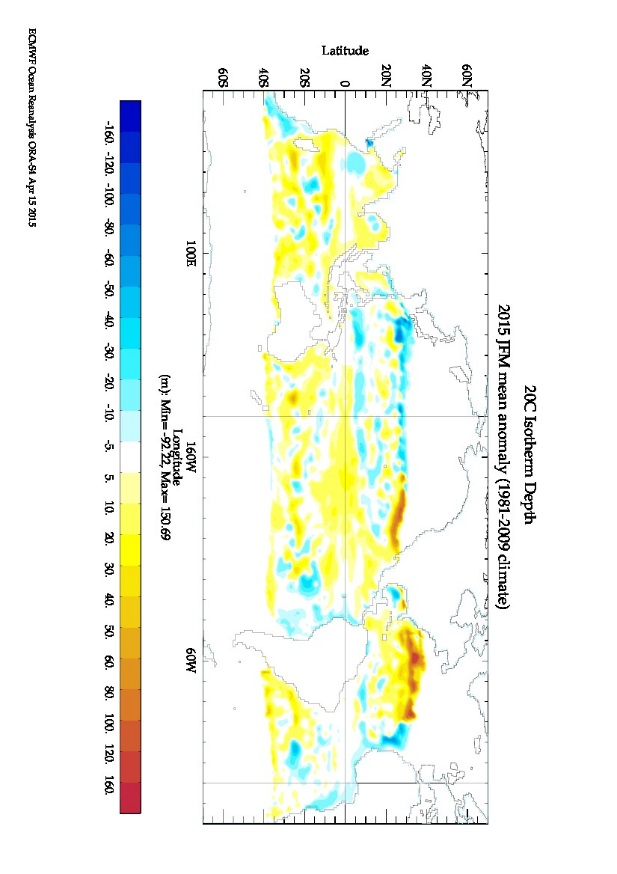 20C Isotherm Depth
2015 JFM mean anomaly (1981-2009 climate)
60N
40N
20N
0
20S
40S
60S
Latitude
100E
160W
60W
Longitude
(m): Min= -92.22, Max= 150.69
-160. -120. -100. -80. -60. -50. -40. -30. -20. -10. -5. 5. 10. 20. 30. 40. 50. 60. 80. 100. 120. 160.
ECMWF Ocean Reanalysis ORA-S4 Apr 15 2015